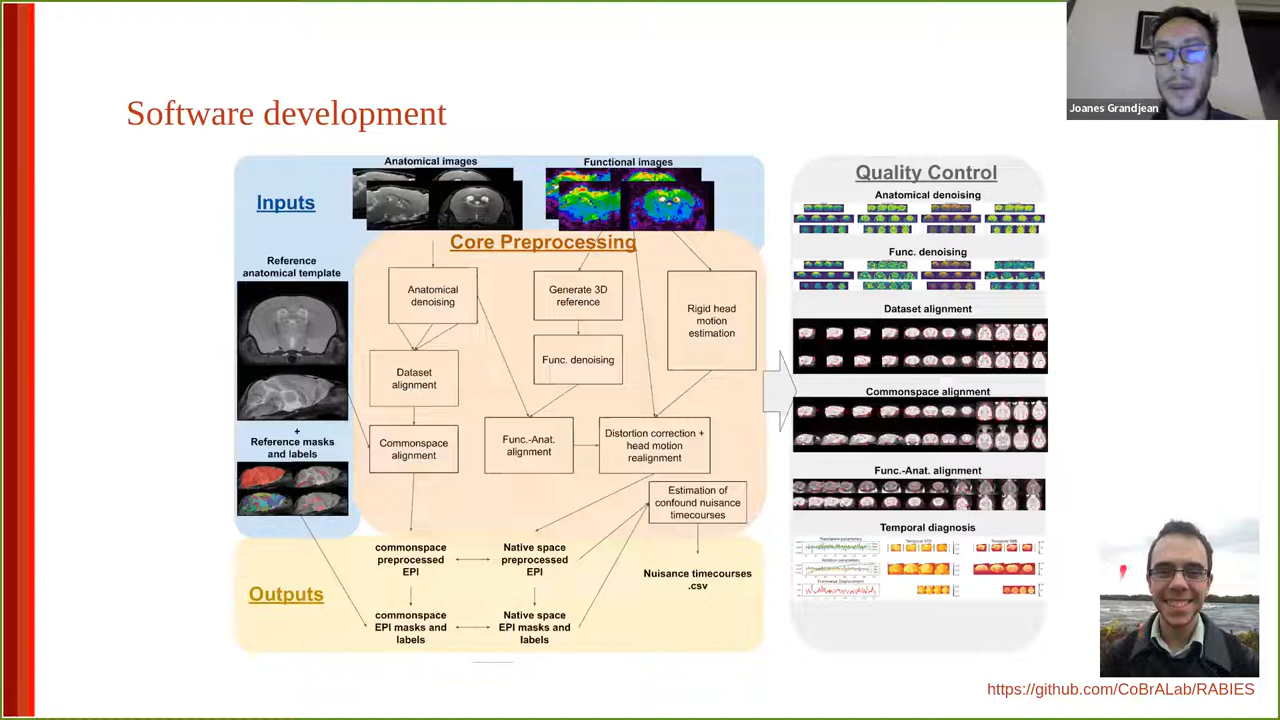 Software development
Joanes Grandjean
Anatomical images
Functional images
Inputs
Core Preprocessing
Reference
anatomical template
+
Reference masks
and labels
Anatomical
denoising
Generate 3D
reference
Rigid head
motion
estimation
Func. denoising
Dataset
alignment
Commonspace
alignment
Func.-Anat.
alignment
Distortion correction +
head motion
realignment
Estimation of
confound nuisance
timecourses
Outputs
commonspace
preprocessed
EPI
Native space
preprocessed
EPI
Nuisance timecourses
.csv
commonspace
EPI masks and
labels
Native space
EPI masks and
labels
Quality Control
Anatomical denoising
Func. denoising
Dataset alignment
Commonspace alignment
Func.-Anat. alignment
Temporal diagnosis
https://github.com/CoBrALab/RABIES